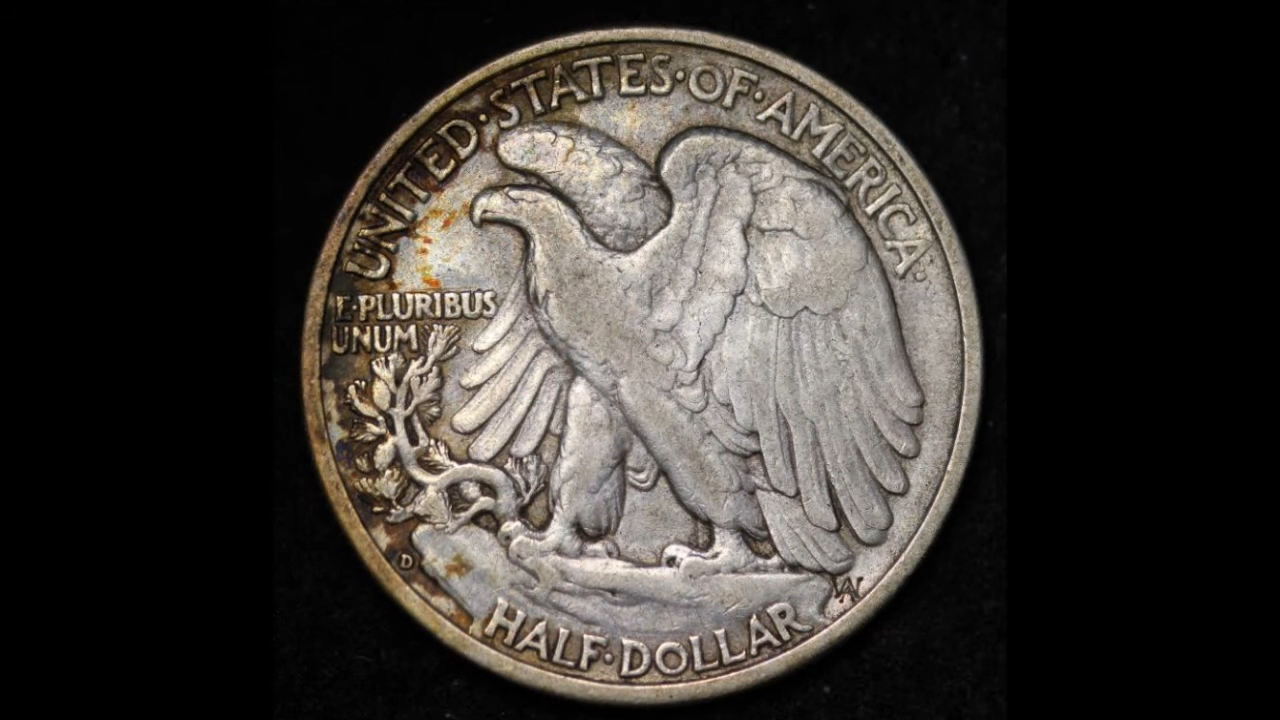 UNITED·STATES·OF·AMERICA·
E·PLURIBUS
UNUM
D
AW
HALF·DOLLAR